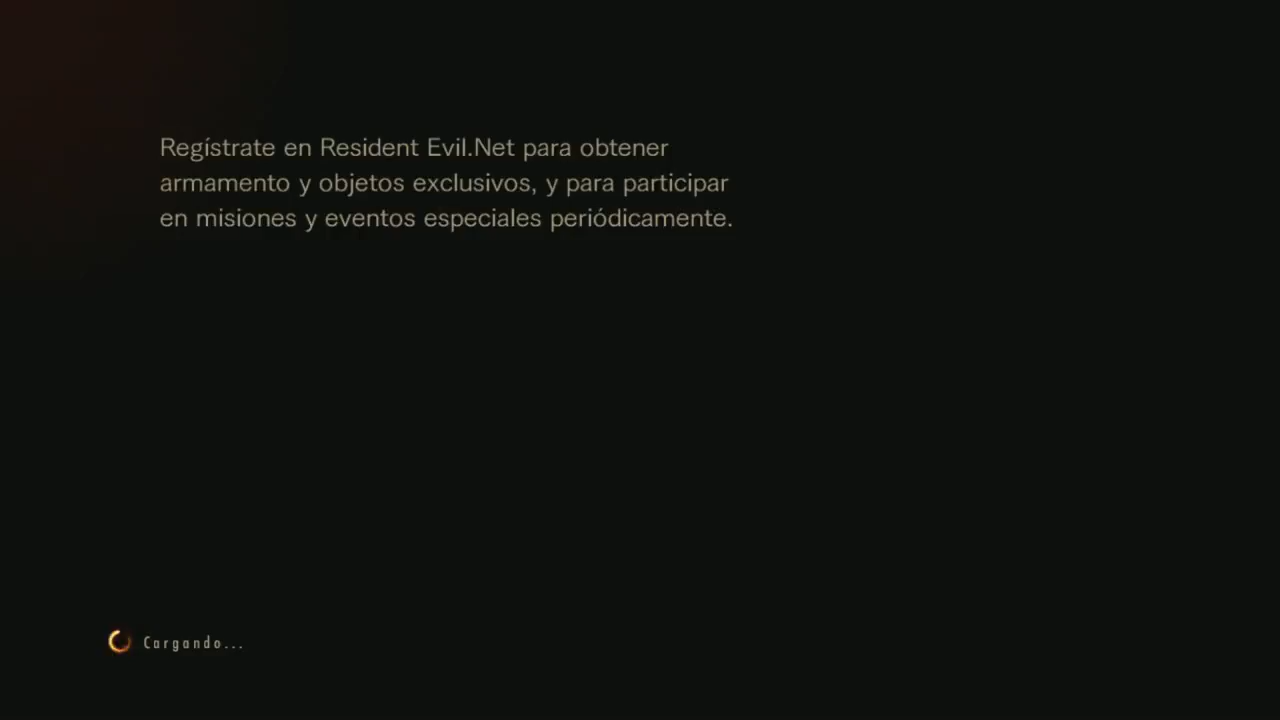 Regístrate en Resident Evil.Net para obtener
armamento y objetos exclusivos, y para participar
en misiones y eventos especiales periódicamente.
Cargando...